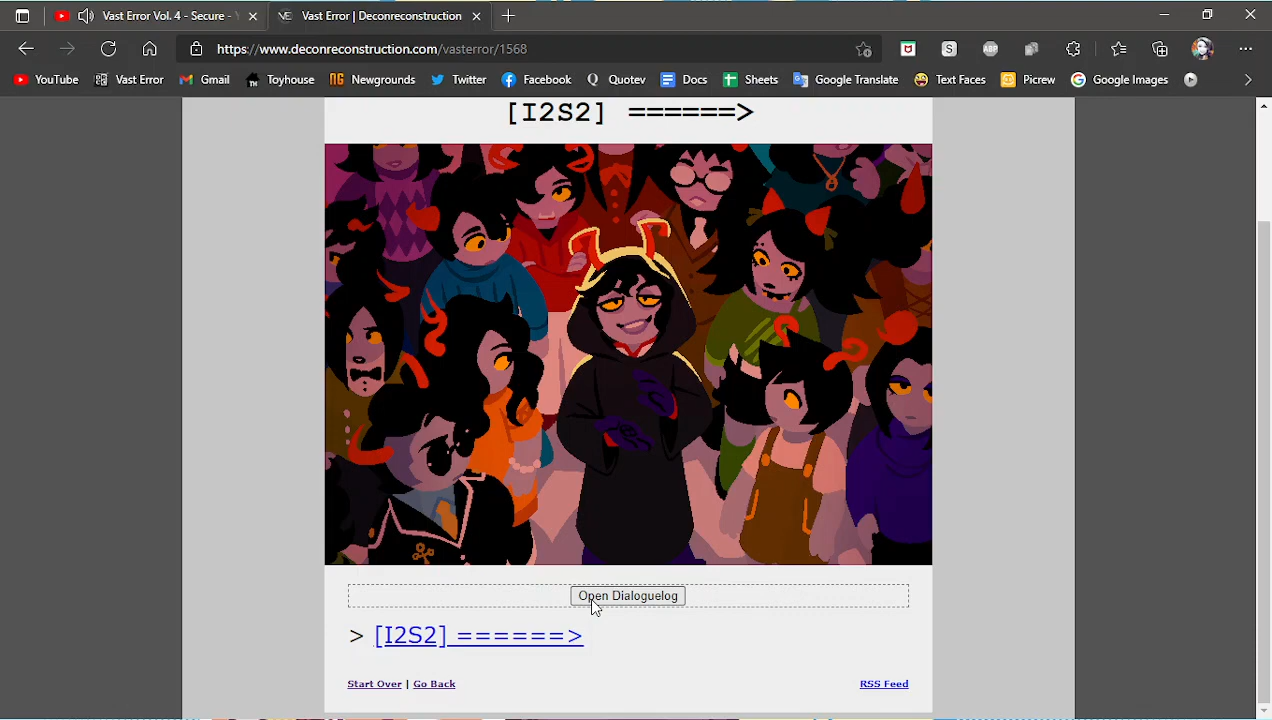 Vast Error Vol. 4 - Secure -
Vast Error | Deconreconstruction
https://www.deconreconstruction.com/vasterror/1568
YouTube Vast Error Gmail Toyhouse Newgrounds Twitter Facebook Quotev Docs Sheets Google Translate Text Faces Picrew Google Images
[I2S2] ======>
Open Dialoguelog
> [I2S2] ======>
Start Over | Go Back RSS Feed